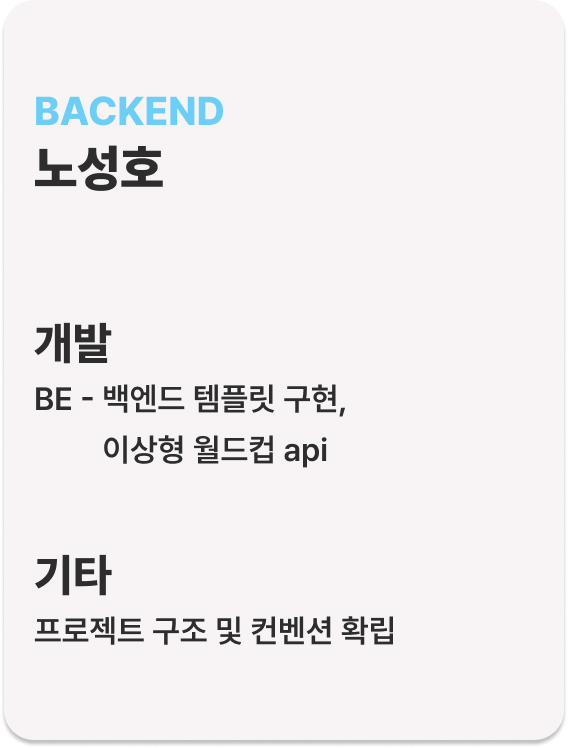 BACKEND
노성호
개발
BE - 백엔드 템플릿 구현,
이상형 월드컵 api
기타
프로젝트 구조 및 컨벤션 확립